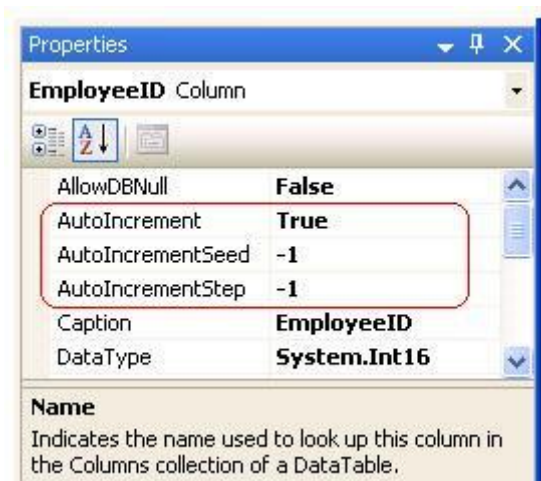 Properties
EmployeeID Column
AllowDBNull False
AutoIncrement True
AutoIncrementSeed -1
AutoIncrementStep -1
Caption EmployeeID
DataType System.Int16
Name
Indicates the name used to look up this column in
the Columns collection of a DataTable.